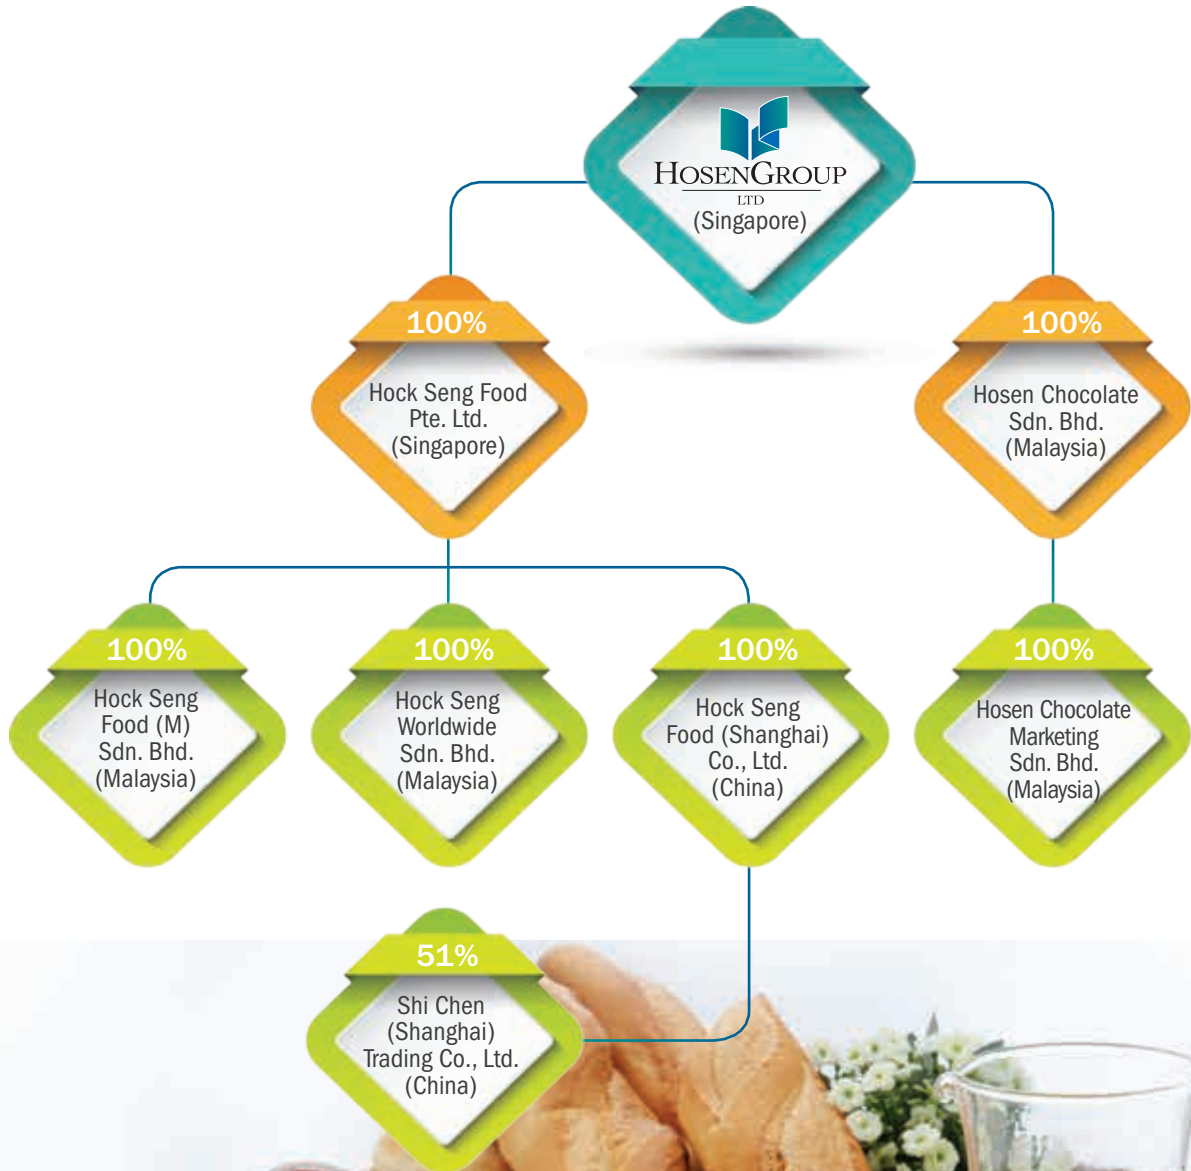 HOSENGROUP
LTD
(Singapore)
100%
Hock Seng Food
Pte. Ltd.
(Singapore)
100%
Hosen Chocolate
Sdn. Bhd.
(Malaysia)
100%
Hock Seng
Food (M)
Sdn. Bhd.
(Malaysia)
100%
Hock Seng
Worldwide
Sdn. Bhd.
(Malaysia)
100%
Hock Seng
Food (Shanghai)
Co., Ltd.
(China)
100%
Hosen Chocolate
Marketing
Sdn. Bhd.
(Malaysia)
51%
Shi Chen
(Shanghai)
Trading Co., Ltd.
(China)